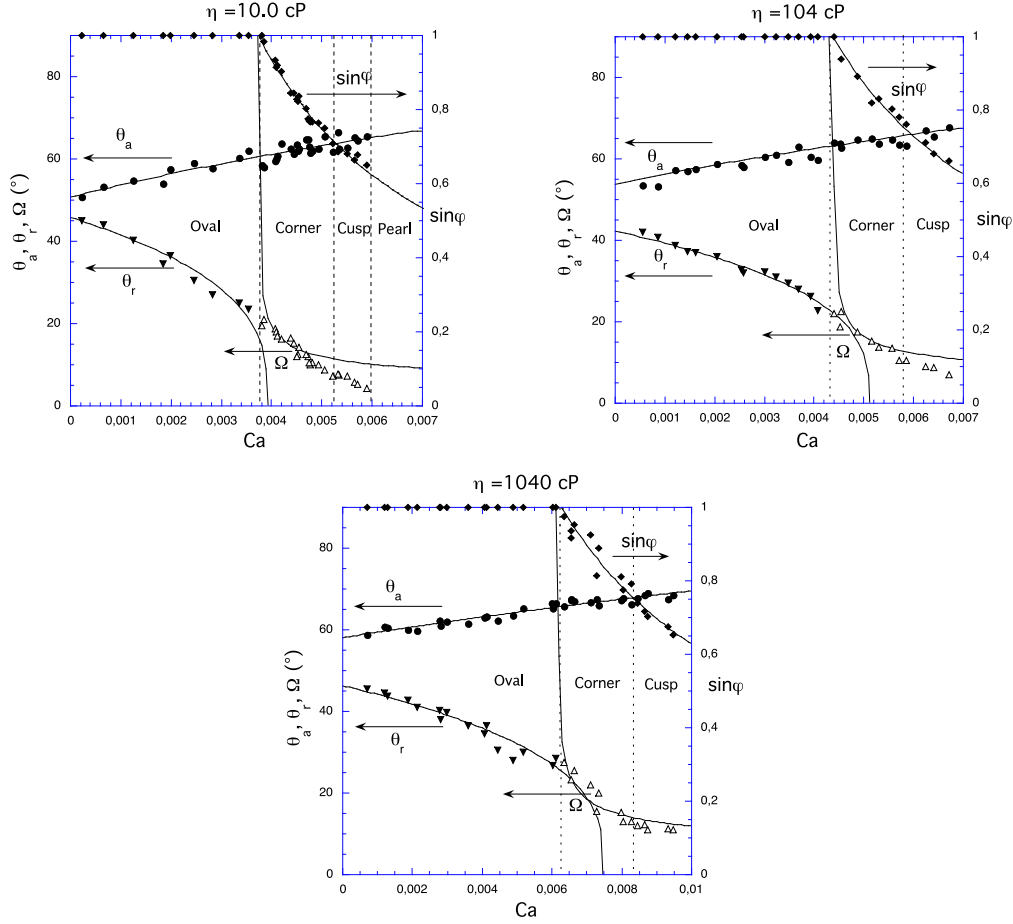 η =10.0 cP
θa, θr, Ω (°)
80
60
40
20
0
1
0,8
0,6
0,4
0,2
0
sinφ
sinφ
θa
θr
Ω
Oval
Corner
Cusp
Pearl
0
0,001
0,002
0,003
0,004
0,005
0,006
0,007
Ca
η =104 cP
θa, θr, Ω (°)
80
60
40
20
0
1
0,8
0,6
0,4
0,2
0
sinφ
sinφ
θa
θr
Ω
Oval
Corner
Cusp
0
0,001
0,002
0,003
0,004
0,005
0,006
0,007
Ca
η =1040 cP
θa, θr, Ω (°)
80
60
40
20
0
1
0,8
0,6
0,4
0,2
0
sinφ
sinφ
θa
θr
Ω
Oval
Corner
Cusp
0
0,002
0,004
0,006
0,008
0,01
Ca